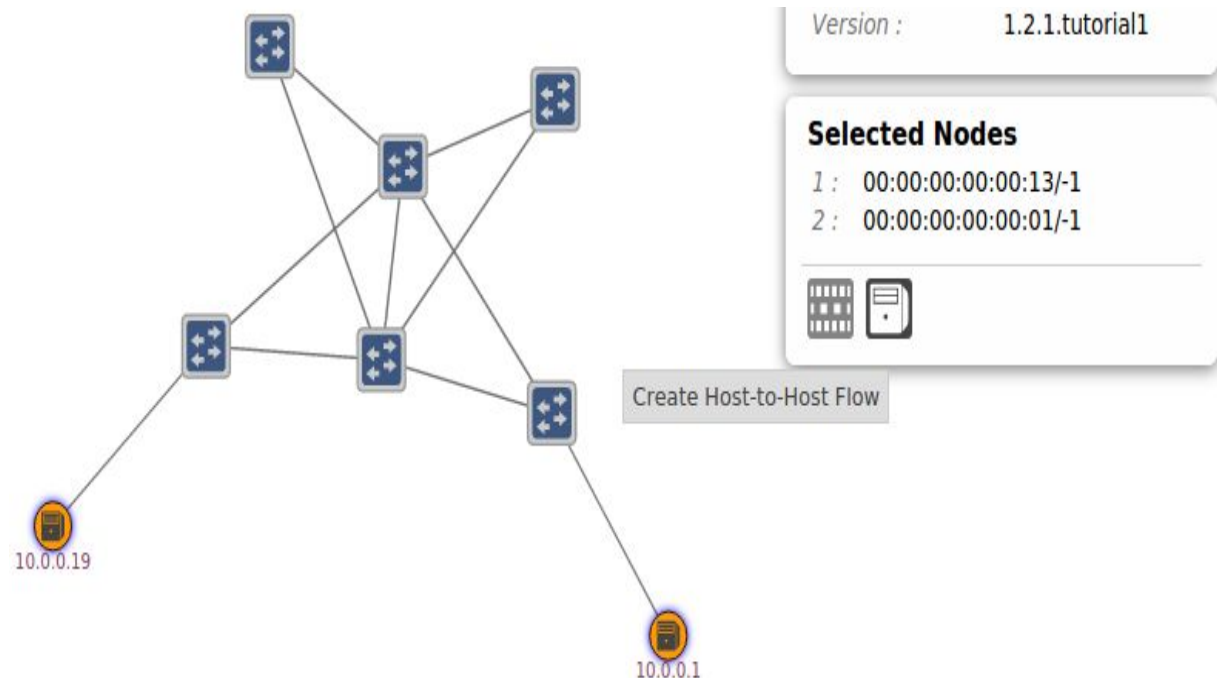 Version : 1.2.1.tutorial1
Selected Nodes
1 : 00:00:00:00:00:13/-1
2 : 00:00:00:00:00:01/-1
Create Host-to-Host Flow
10.0.0.19
10.0.0.1